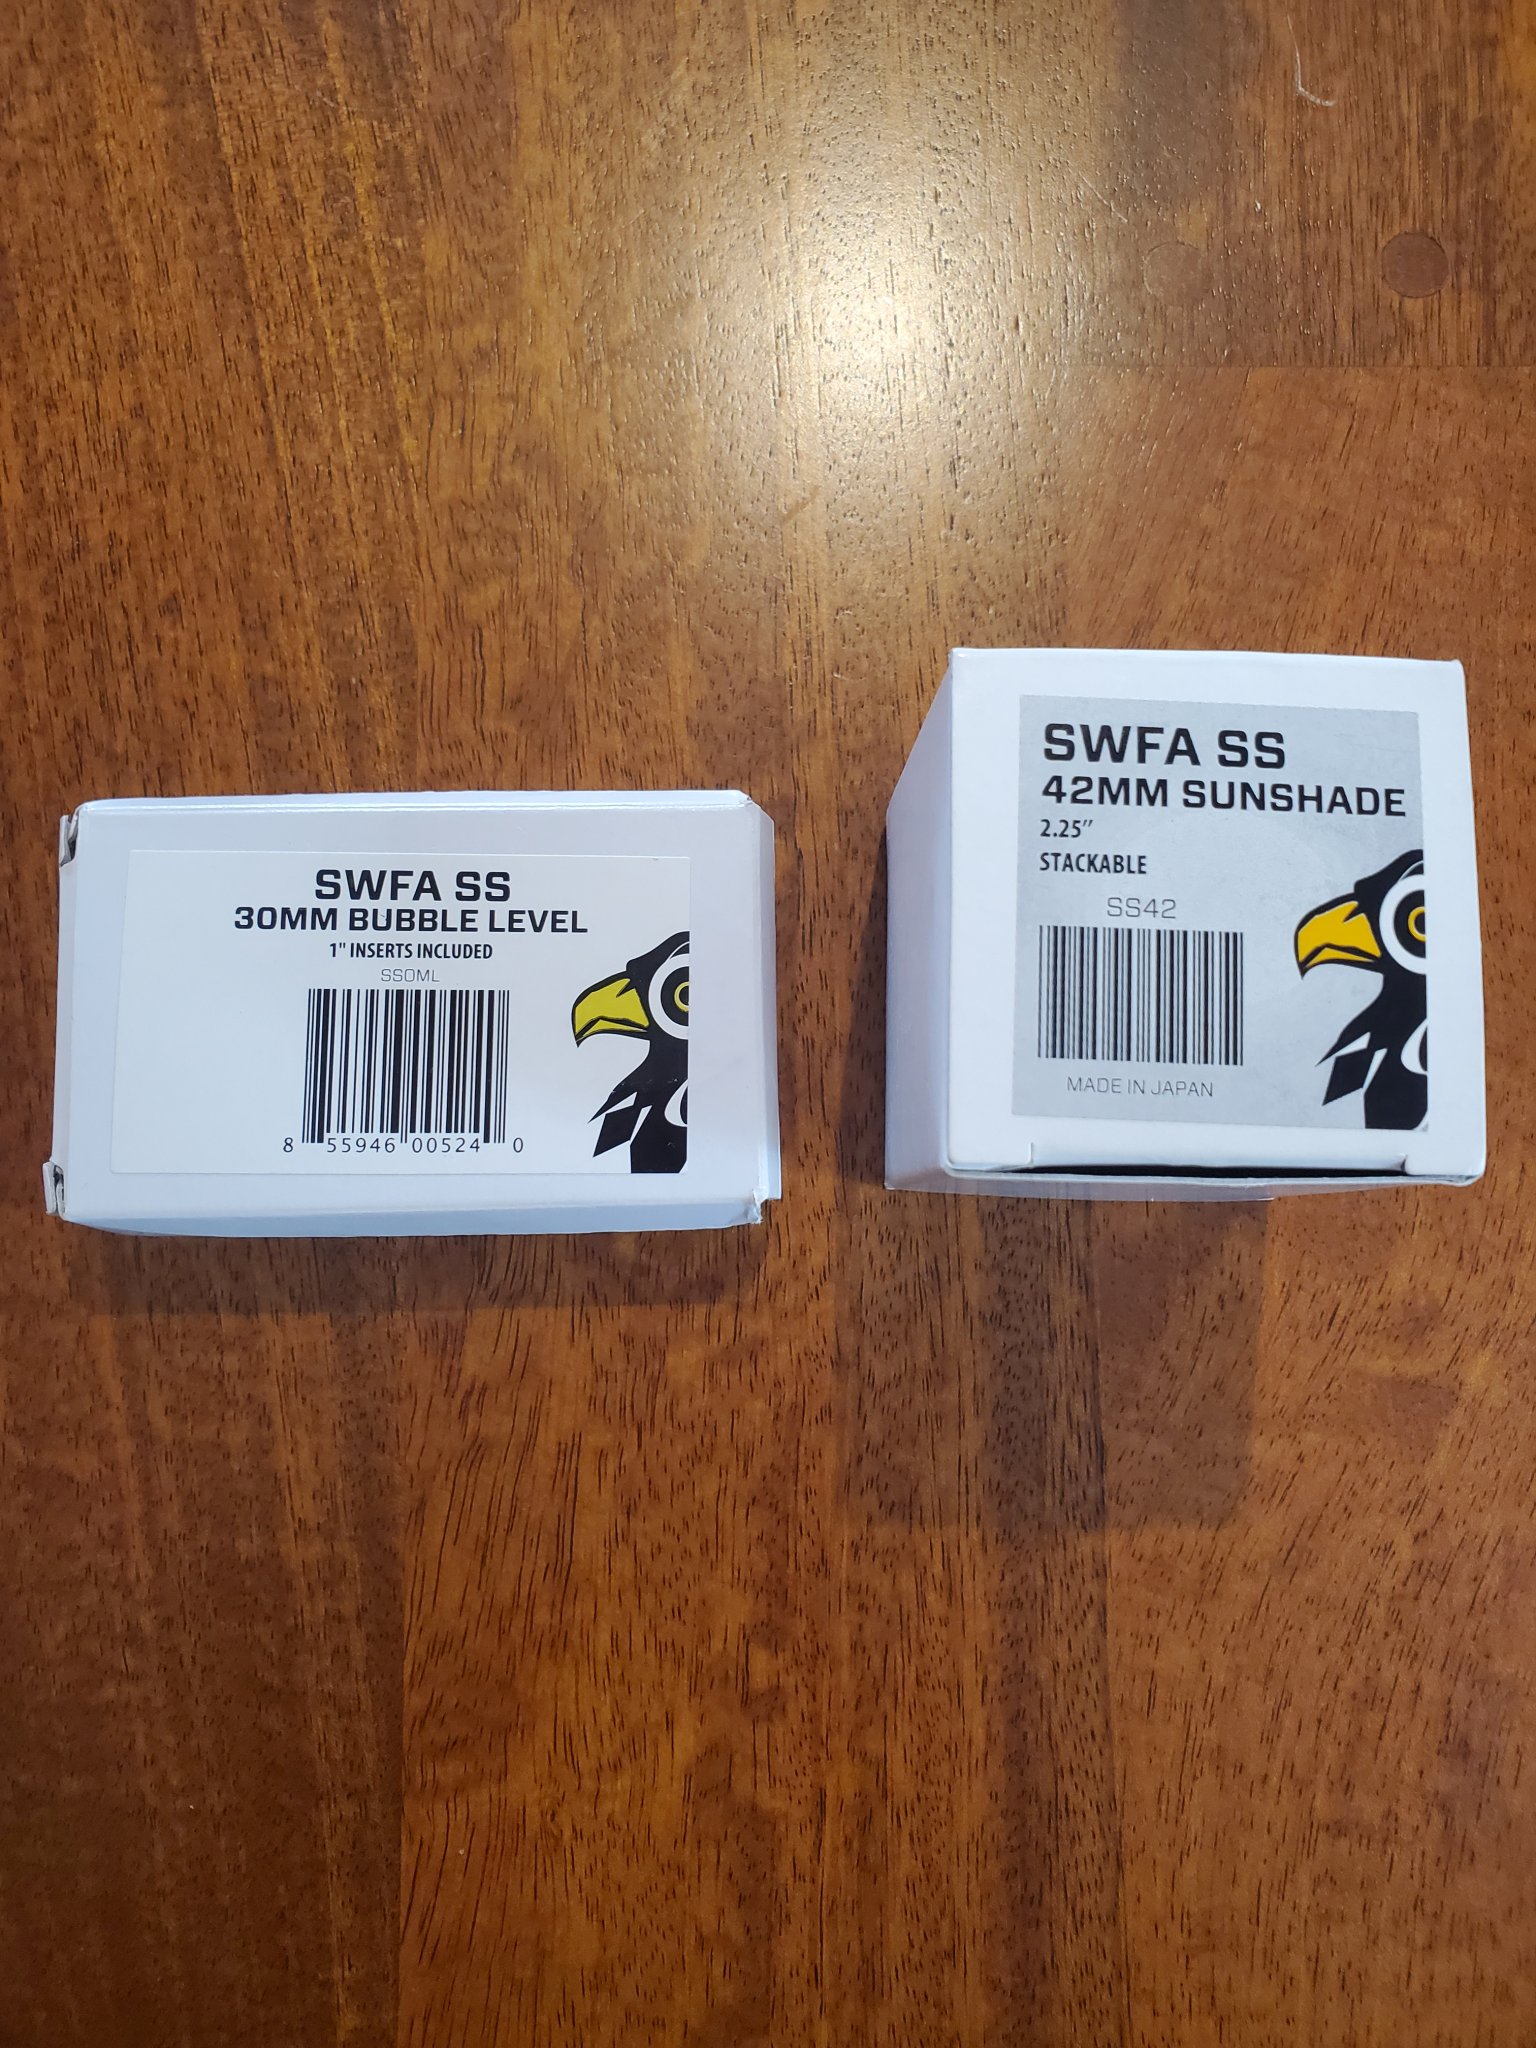 SWFA SS
30MM BUBBLE LEVEL
1" INSERTS INCLUDED
SSOML
8 55946 00524 0
SWFA SS
42MM SUNSHADE
2.25"
STACKABLE
SS42
MADE IN JAPAN